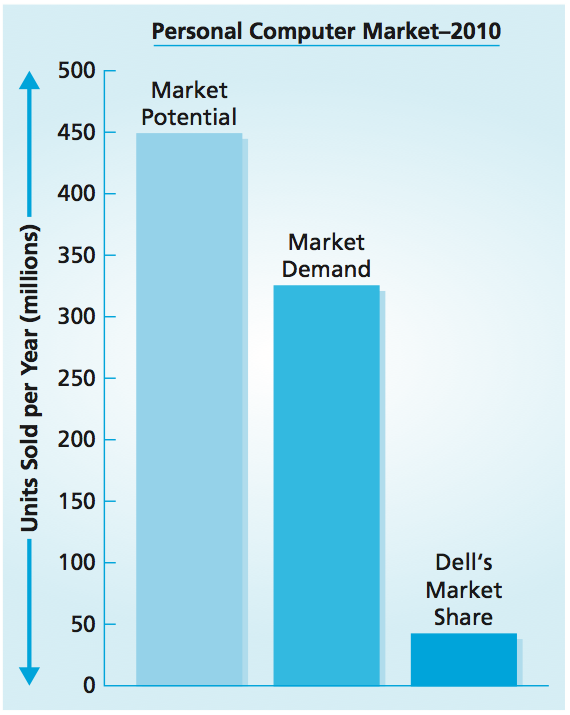 Personal Computer Market–2010
Units Sold per Year (millions)
500
450
400
350
300
250
200
150
100
50
0
Market
Potential
Market
Demand
Dell's
Market
Share